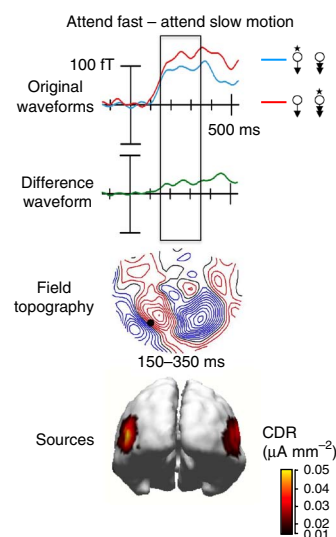 Attend fast – attend slow motion
100 fT
Original
waveforms
500 ms
Difference
waveform
Field
topography
150–350 ms
Sources
CDR
(μA mm⁻²)
0.05
0.04
0.03
0.02
0.01